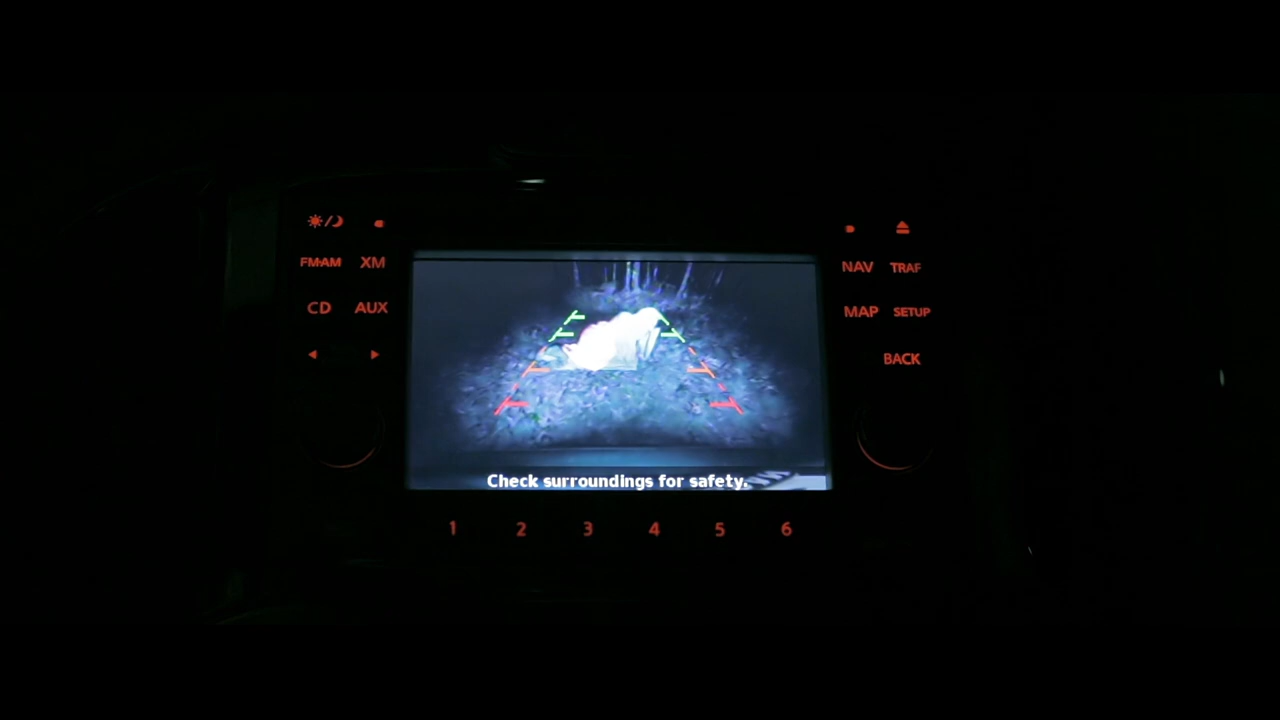 FM·AM XM
CD AUX
NAV TRAF
MAP SETUP
BACK
Check surroundings for safety.
1 2 3 4 5 6